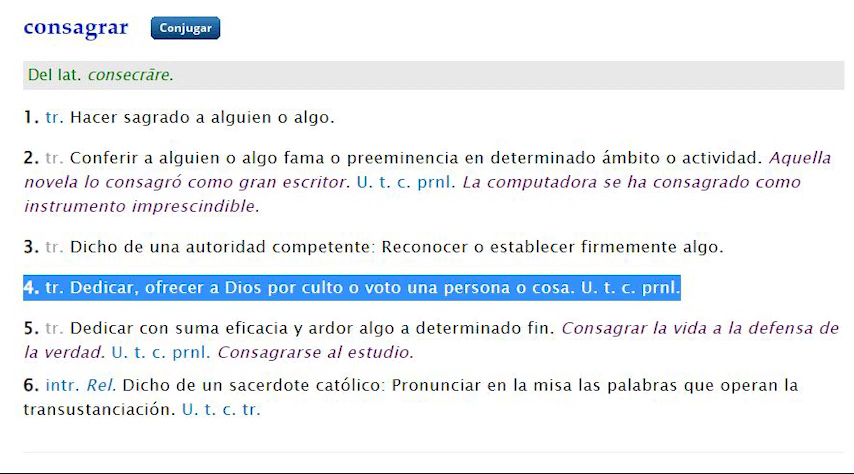 consagrar Conjugar
Del lat. consecrāre.
1. tr. Hacer sagrado a alguien o algo.
2. tr. Conferir a alguien o algo fama o preeminencia en determinado ámbito o actividad. Aquella
novela lo consagró como gran escritor. U. t. c. prnl. La computadora se ha consagrado como
instrumento imprescindible.
3. tr. Dicho de una autoridad competente: Reconocer o establecer firmemente algo.
4. tr. Dedicar, ofrecer a Dios por culto o voto una persona o cosa. U. t. c. prnl.
5. tr. Dedicar con suma eficacia y ardor algo a determinado fin. Consagrar la vida a la defensa de
la verdad. U. t. c. prnl. Consagrarse al estudio.
6. intr. Rel. Dicho de un sacerdote católico: Pronunciar en la misa las palabras que operan la
transustanciación. U. t. c. tr.